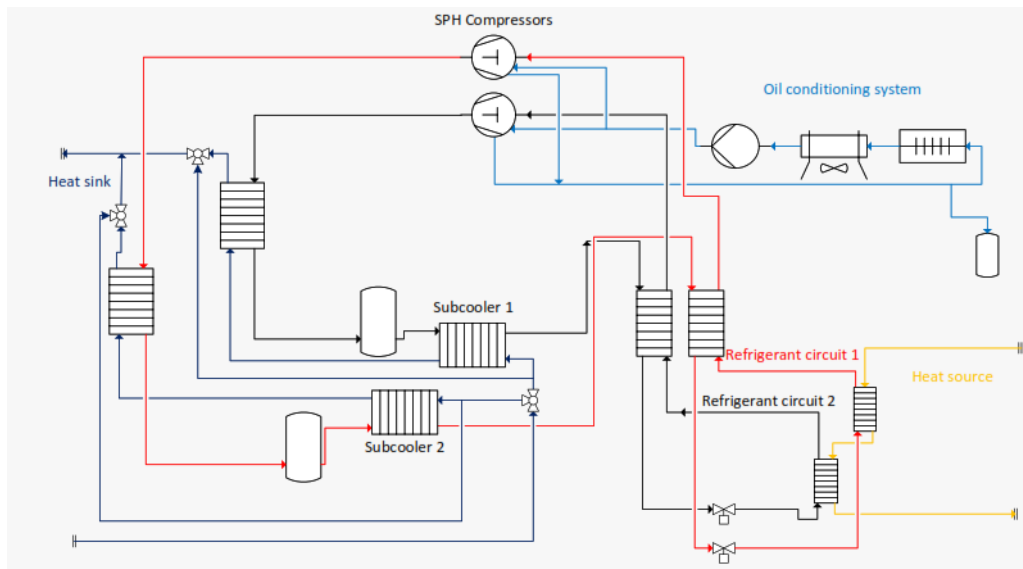 SPH Compressors
Oil conditioning system
Heat sink
Subcooler 1
Refrigerant circuit 1
Heat source
Refrigerant circuit 2
Subcooler 2